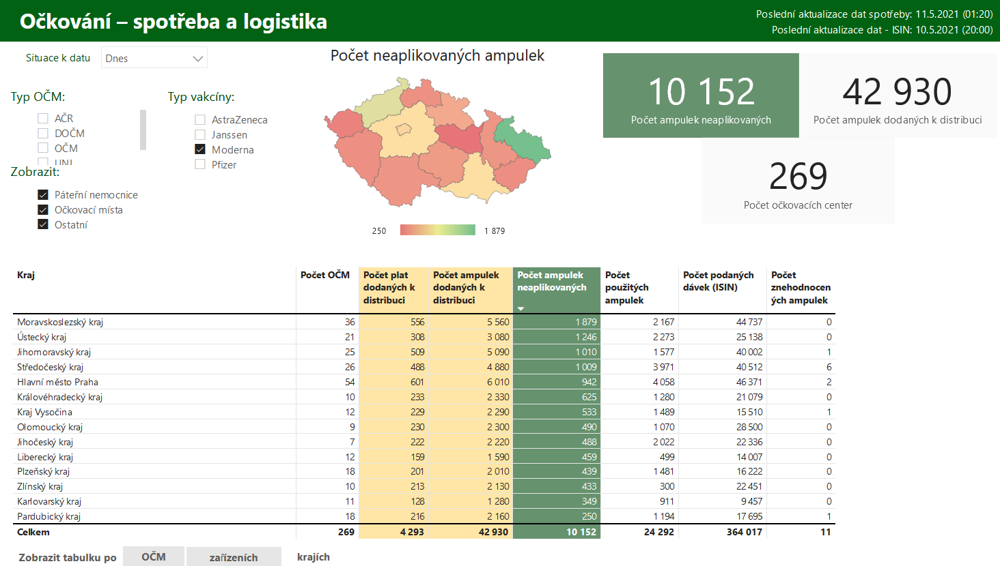 Očkování – spotřeba a logistika
Poslední aktualizace dat spotřeby: 11.5.2021 (01:20)
Poslední aktualizace dat - ISIN: 10.5.2021 (20:00)
Situace k datu
Dnes
Typ OČM:
AČR
DOČM
OČM
Zobrazit:
Páteřní nemocnice
Očkovací místa
Ostatní
Typ vakcíny:
AstraZeneca
Janssen
Moderna
Pfizer
Počet neaplikovaných ampulek
250
1 879
10 152
Počet ampulek neaplikovaných
42 930
Počet ampulek dodaných k distribuci
269
Počet očkovacích center
Kraj Počet OČM Počet plat dodaných k distribuci Počet ampulek dodaných k distribuci Počet ampulek neaplikovaných Počet použitých ampulek Počet podaných dávek (ISIN) Počet znehodnocených ampulek
Moravskoslezský kraj 36 556 5 560 1 879 2 167 44 737 0
Ústecký kraj 21 308 3 080 1 246 2 273 25 138 0
Jihomoravský kraj 25 509 5 090 1 010 1 577 40 002 1
Středočeský kraj 26 488 4 880 1 009 3 971 40 512 6
Hlavní město Praha 54 601 6 010 942 4 058 46 371 2
Královéhradecký kraj 10 233 2 330 625 1 280 21 079 0
Kraj Vysočina 12 229 2 290 533 1 489 15 510 1
Olomoucký kraj 9 230 2 300 490 1 070 28 500 0
Jihočeský kraj 7 222 2 220 488 2 022 22 336 0
Liberecký kraj 12 159 1 590 459 499 14 007 0
Plzeňský kraj 18 201 2 010 439 1 481 16 222 0
Zlínský kraj 10 213 2 130 433 300 22 451 0
Karlovarský kraj 11 128 1 280 349 911 9 457 0
Pardubický kraj 18 216 2 160 250 1 194 17 695 1
Celkem 269 4 293 42 930 10 152 24 292 364 017 11
Zobrazit tabulku po OČM zařízeních krajích